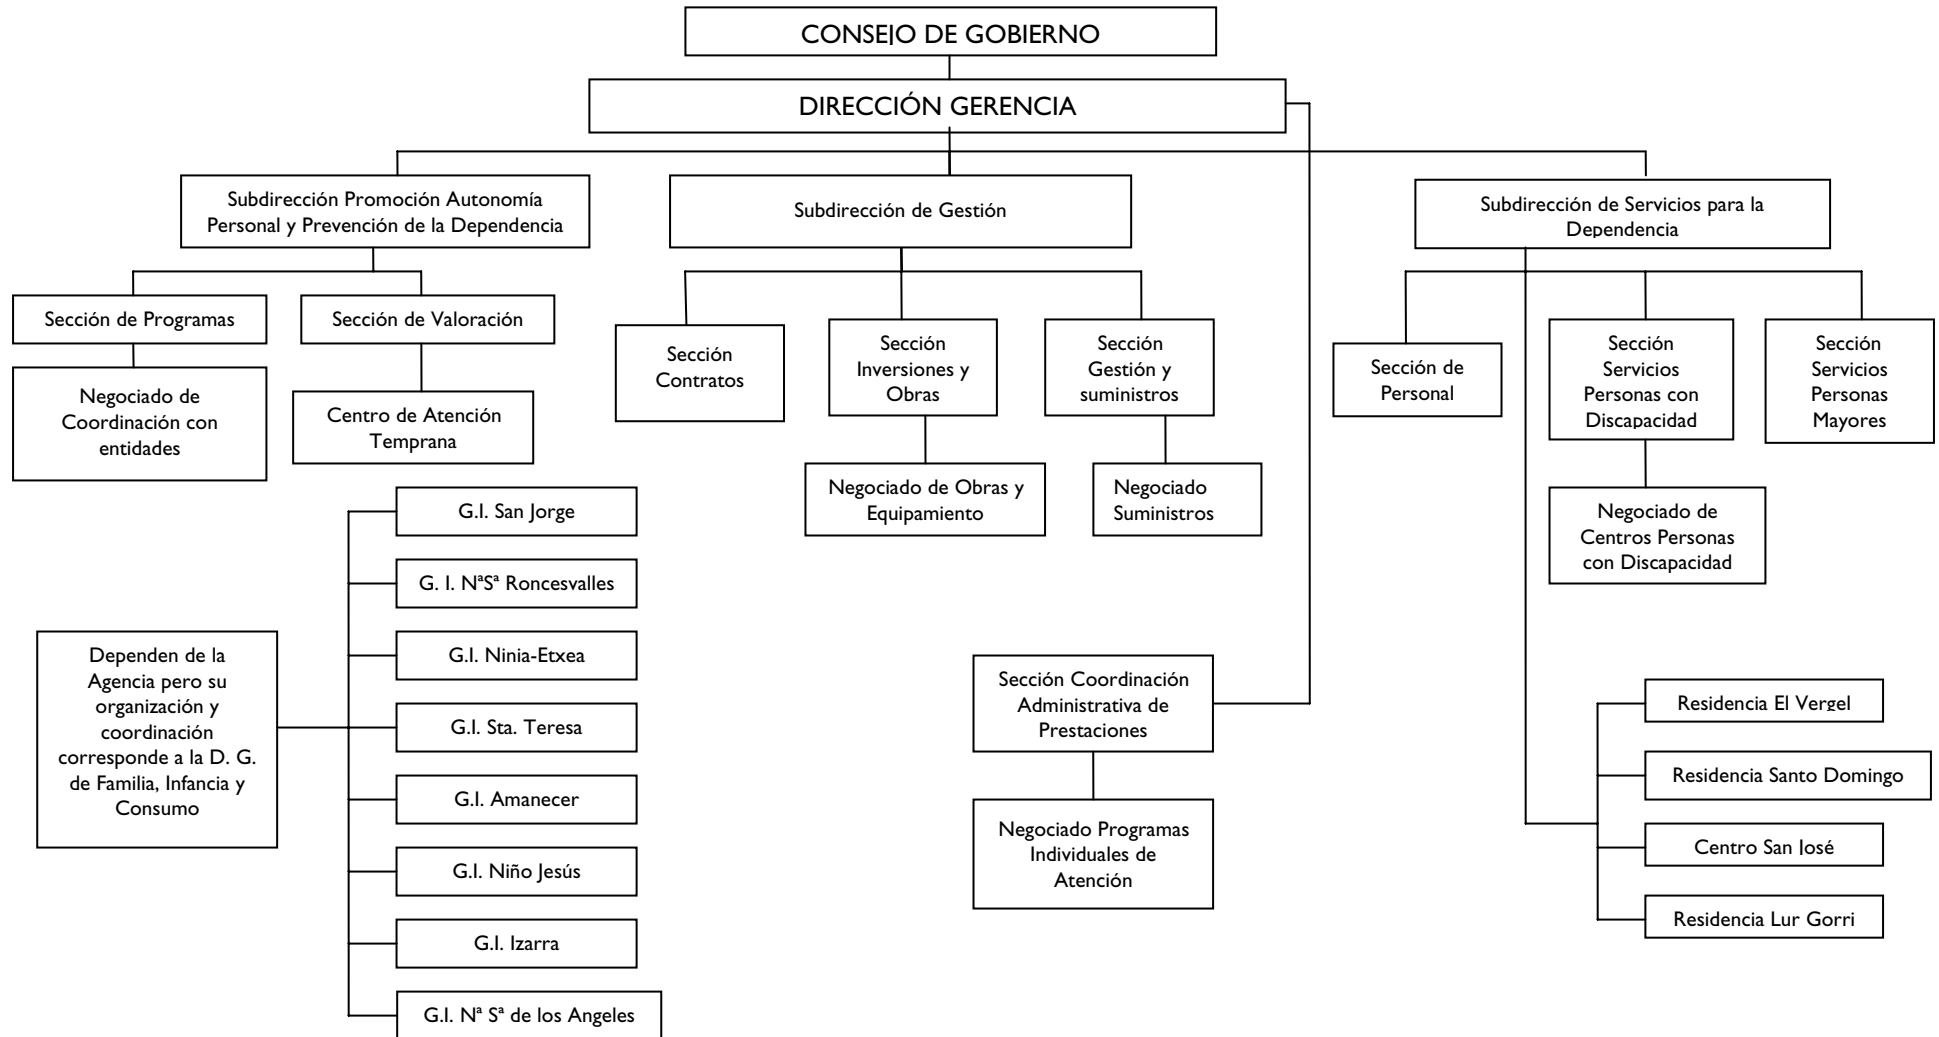 CONSEJO DE GOBIERNO
DIRECCIÓN GERENCIA
Subdirección Promoción Autonomía
Personal y Prevención de la Dependencia
Subdirección de Gestión
Subdirección de Servicios para la
Dependencia
Sección de Programas
Sección de Valoración
Negociado de
Coordinación con
entidades
Centro de Atención
Temprana
Sección
Contratos
Sección
Inversiones y
Obras
Sección
Gestión y
suministros
Negociado de Obras y
Equipamiento
Negociado
Suministros
Sección de
Personal
Sección
Servicios
Personas con
Discapacidad
Sección
Servicios
Personas
Mayores
Negociado de
Centros Personas
con Discapacidad
Dependen de la
Agencia pero su
organización y
coordinación
corresponde a la D. G.
de Familia, Infancia y
Consumo
G.I. San Jorge
G. I. NªSª Roncesvalles
G.I. Ninia-Etxea
G.I. Sta. Teresa
G.I. Amanecer
G.I. Niño Jesús
G.I. Izarra
G.I. Nª Sª de los Angeles
Sección Coordinación
Administrativa de
Prestaciones
Negociado Programas
Individuales de
Atención
Residencia El Vergel
Residencia Santo Domingo
Centro San José
Residencia Lur Gorri